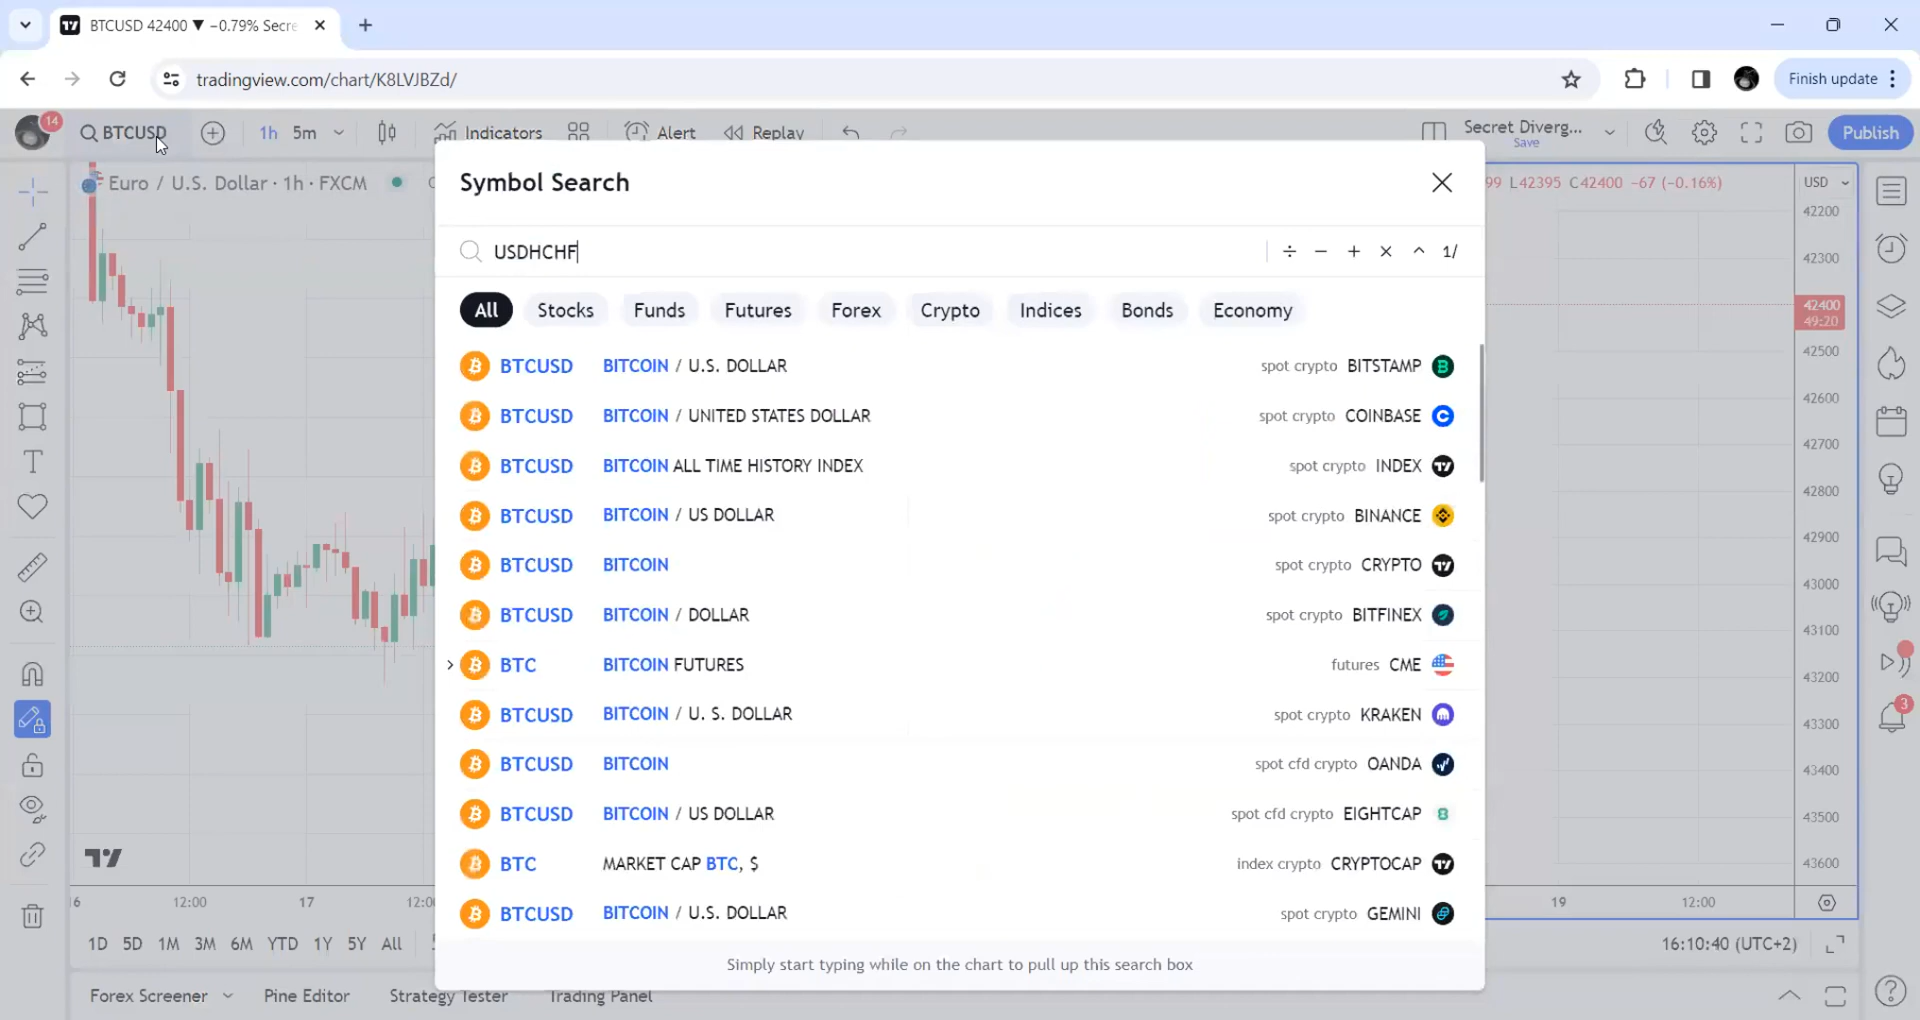 BTCUSD 42400 ▼ −0.79% Secre
tradingview.com/chart/K8LVJBZd/
Finish update
14
BTCUSD
1h 5m
Indicators
Alert
Replay
Secret Diverg...
Save
Publish
Euro / U.S. Dollar · 1h · FXCM
99 L42395 C42400 −67 (−0.16%)
USD
Symbol Search
USDHCHF
÷ − + × ^ 1/
All Stocks Funds Futures Forex Crypto Indices Bonds Economy
BTCUSD BITCOIN / U.S. DOLLAR spot crypto BITSTAMP
BTCUSD BITCOIN / UNITED STATES DOLLAR spot crypto COINBASE
BTCUSD BITCOIN ALL TIME HISTORY INDEX spot crypto INDEX
BTCUSD BITCOIN / US DOLLAR spot crypto BINANCE
BTCUSD BITCOIN spot crypto CRYPTO
BTCUSD BITCOIN / DOLLAR spot crypto BITFINEX
BTC BITCOIN FUTURES futures CME
BTCUSD BITCOIN / U. S. DOLLAR spot crypto KRAKEN
BTCUSD BITCOIN spot cfd crypto OANDA
BTCUSD BITCOIN / US DOLLAR spot cfd crypto EIGHTCAP
BTC MARKET CAP BTC, $ index crypto CRYPTOCAP
BTCUSD BITCOIN / U.S. DOLLAR spot crypto GEMINI
Simply start typing while on the chart to pull up this search box
42200
42300
42400
49:20
42500
42600
42700
42800
42900
43000
43100
43200
43300
43400
43500
43600
3
6 12:00 17 12:0
19 12:00
1D 5D 1M 3M 6M YTD 1Y 5Y All
16:10:40 (UTC+2)
Forex Screener Pine Editor Strategy Tester Trading Panel